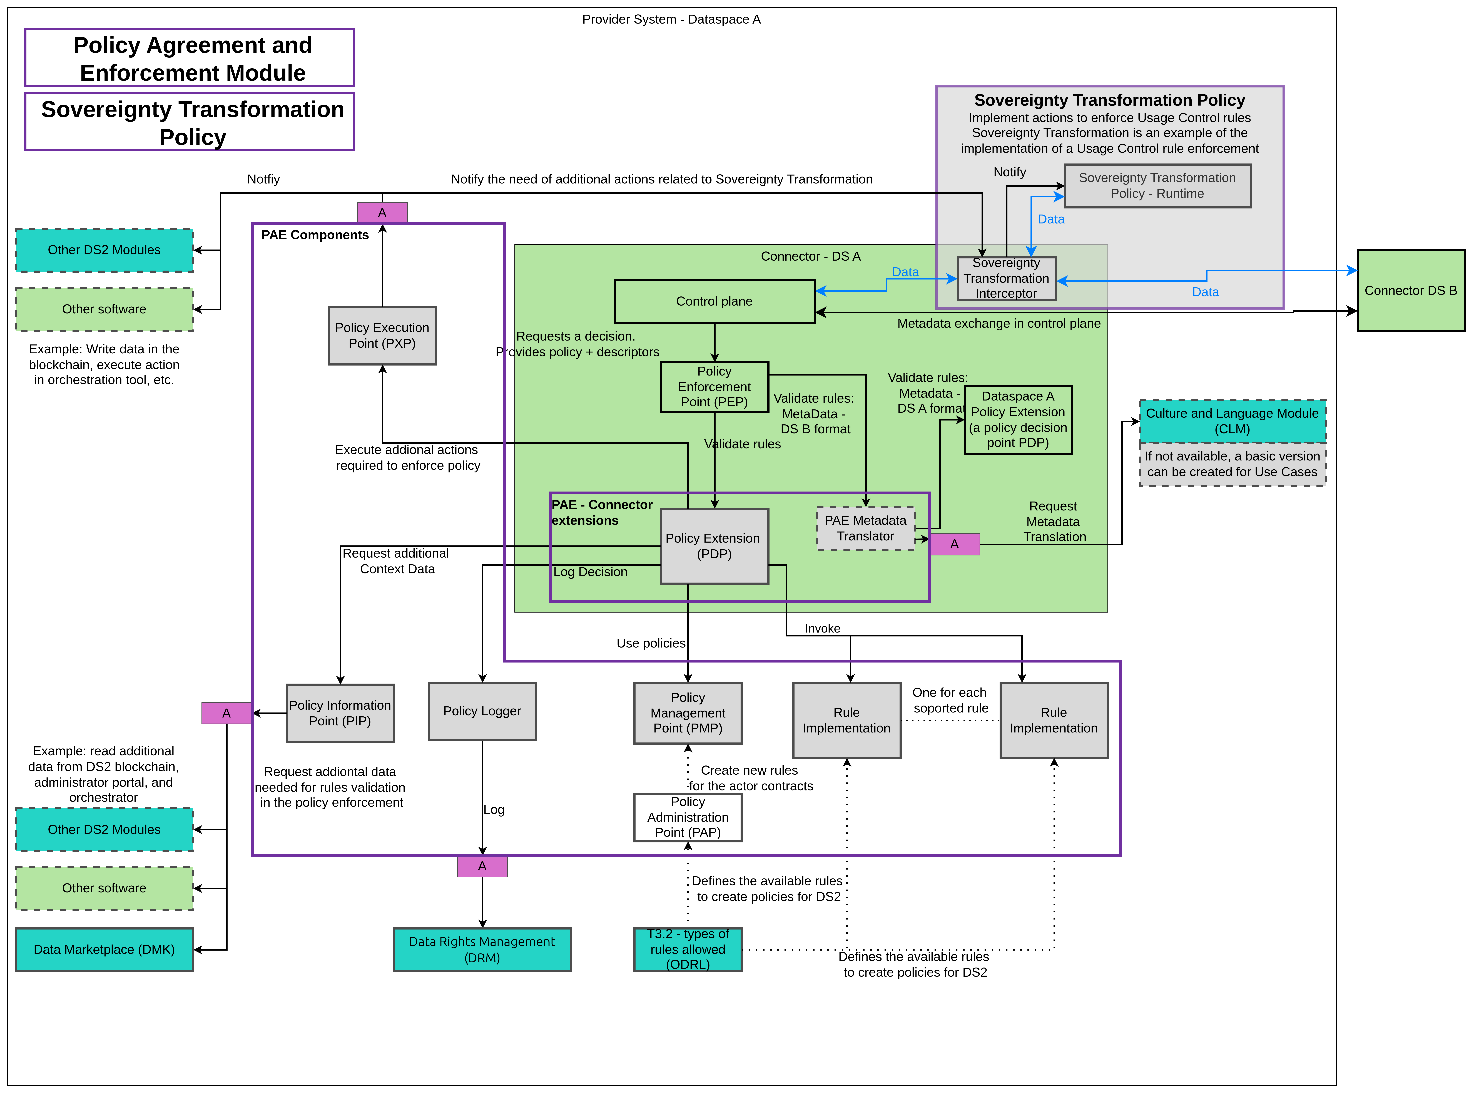 Provider System - Dataspace A
Policy Agreement and
Enforcement Module
Sovereignty Transformation
Policy
Sovereignty Transformation Policy
Implement actions to enforce Usage Control rules
Sovereignty Transformation is an example of the
implementation of a Usage Control rule enforcement
Notify
Sovereignty Transformation
Policy - Runtime
Data
Sovereignty
Transformation
Interceptor
Notfiy
Notify the need of additional actions related to Sovereignty Transformation
A
PAE Components
Other DS2 Modules
Other software
Example: Write data in the
blockchain, execute action
in orchestration tool, etc.
Policy Execution
Point (PXP)
Connector - DS A
Data
Control plane
Data
Metadata exchange in control plane
Connector DS B
Requests a decision.
Provides policy + descriptors
Policy
Enforcement
Point (PEP)
Validate rules:
MetaData -
DS B format
Validate rules:
Metadata -
DS A format
Dataspace A
Policy Extension
(a policy decision
point PDP)
Culture and Language Module
(CLM)
If not available, a basic version
can be created for Use Cases
Validate rules
Execute addional actions
required to enforce policy
PAE - Connector
extensions
Policy Extension
(PDP)
PAE Metadata
Translator
A
Request
Metadata
Translation
Request additional
Context Data
Log Decision
Use policies
Invoke
A
Policy Information
Point (PIP)
Policy Logger
Policy
Management
Point (PMP)
Rule
Implementation
One for each
soported rule
Rule
Implementation
Example: read additional
data from DS2 blockchain,
administrator portal, and
orchestrator
Request addiontal data
needed for rules validation
in the policy enforcement
Create new rules
for the actor contracts
Log
Policy
Administration
Point (PAP)
Other DS2 Modules
A
Other software
Defines the available rules
to create policies for DS2
Data Marketplace (DMK)
Data Rights Management
(DRM)
T3.2 - types of
rules allowed
(ODRL)
Defines the available rules
to create policies for DS2